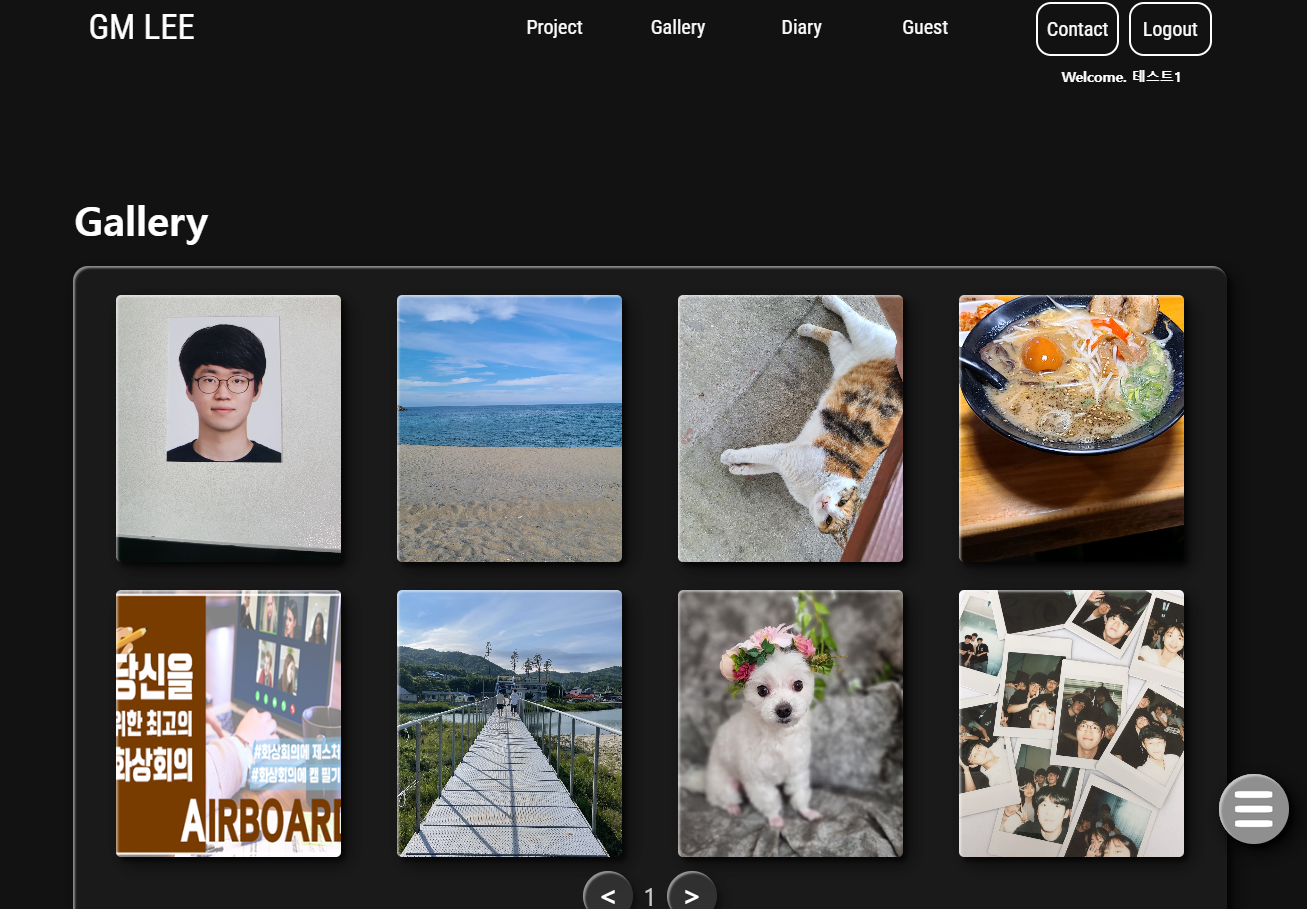 GM LEE
Project
Gallery
Diary
Guest
Contact
Logout
Welcome. 테스트1
Gallery
당신을
위한 최고의
화상회의
#화상회의에 제스처
#화상회의에 캠 필기
AIRBOARD
<
1
>